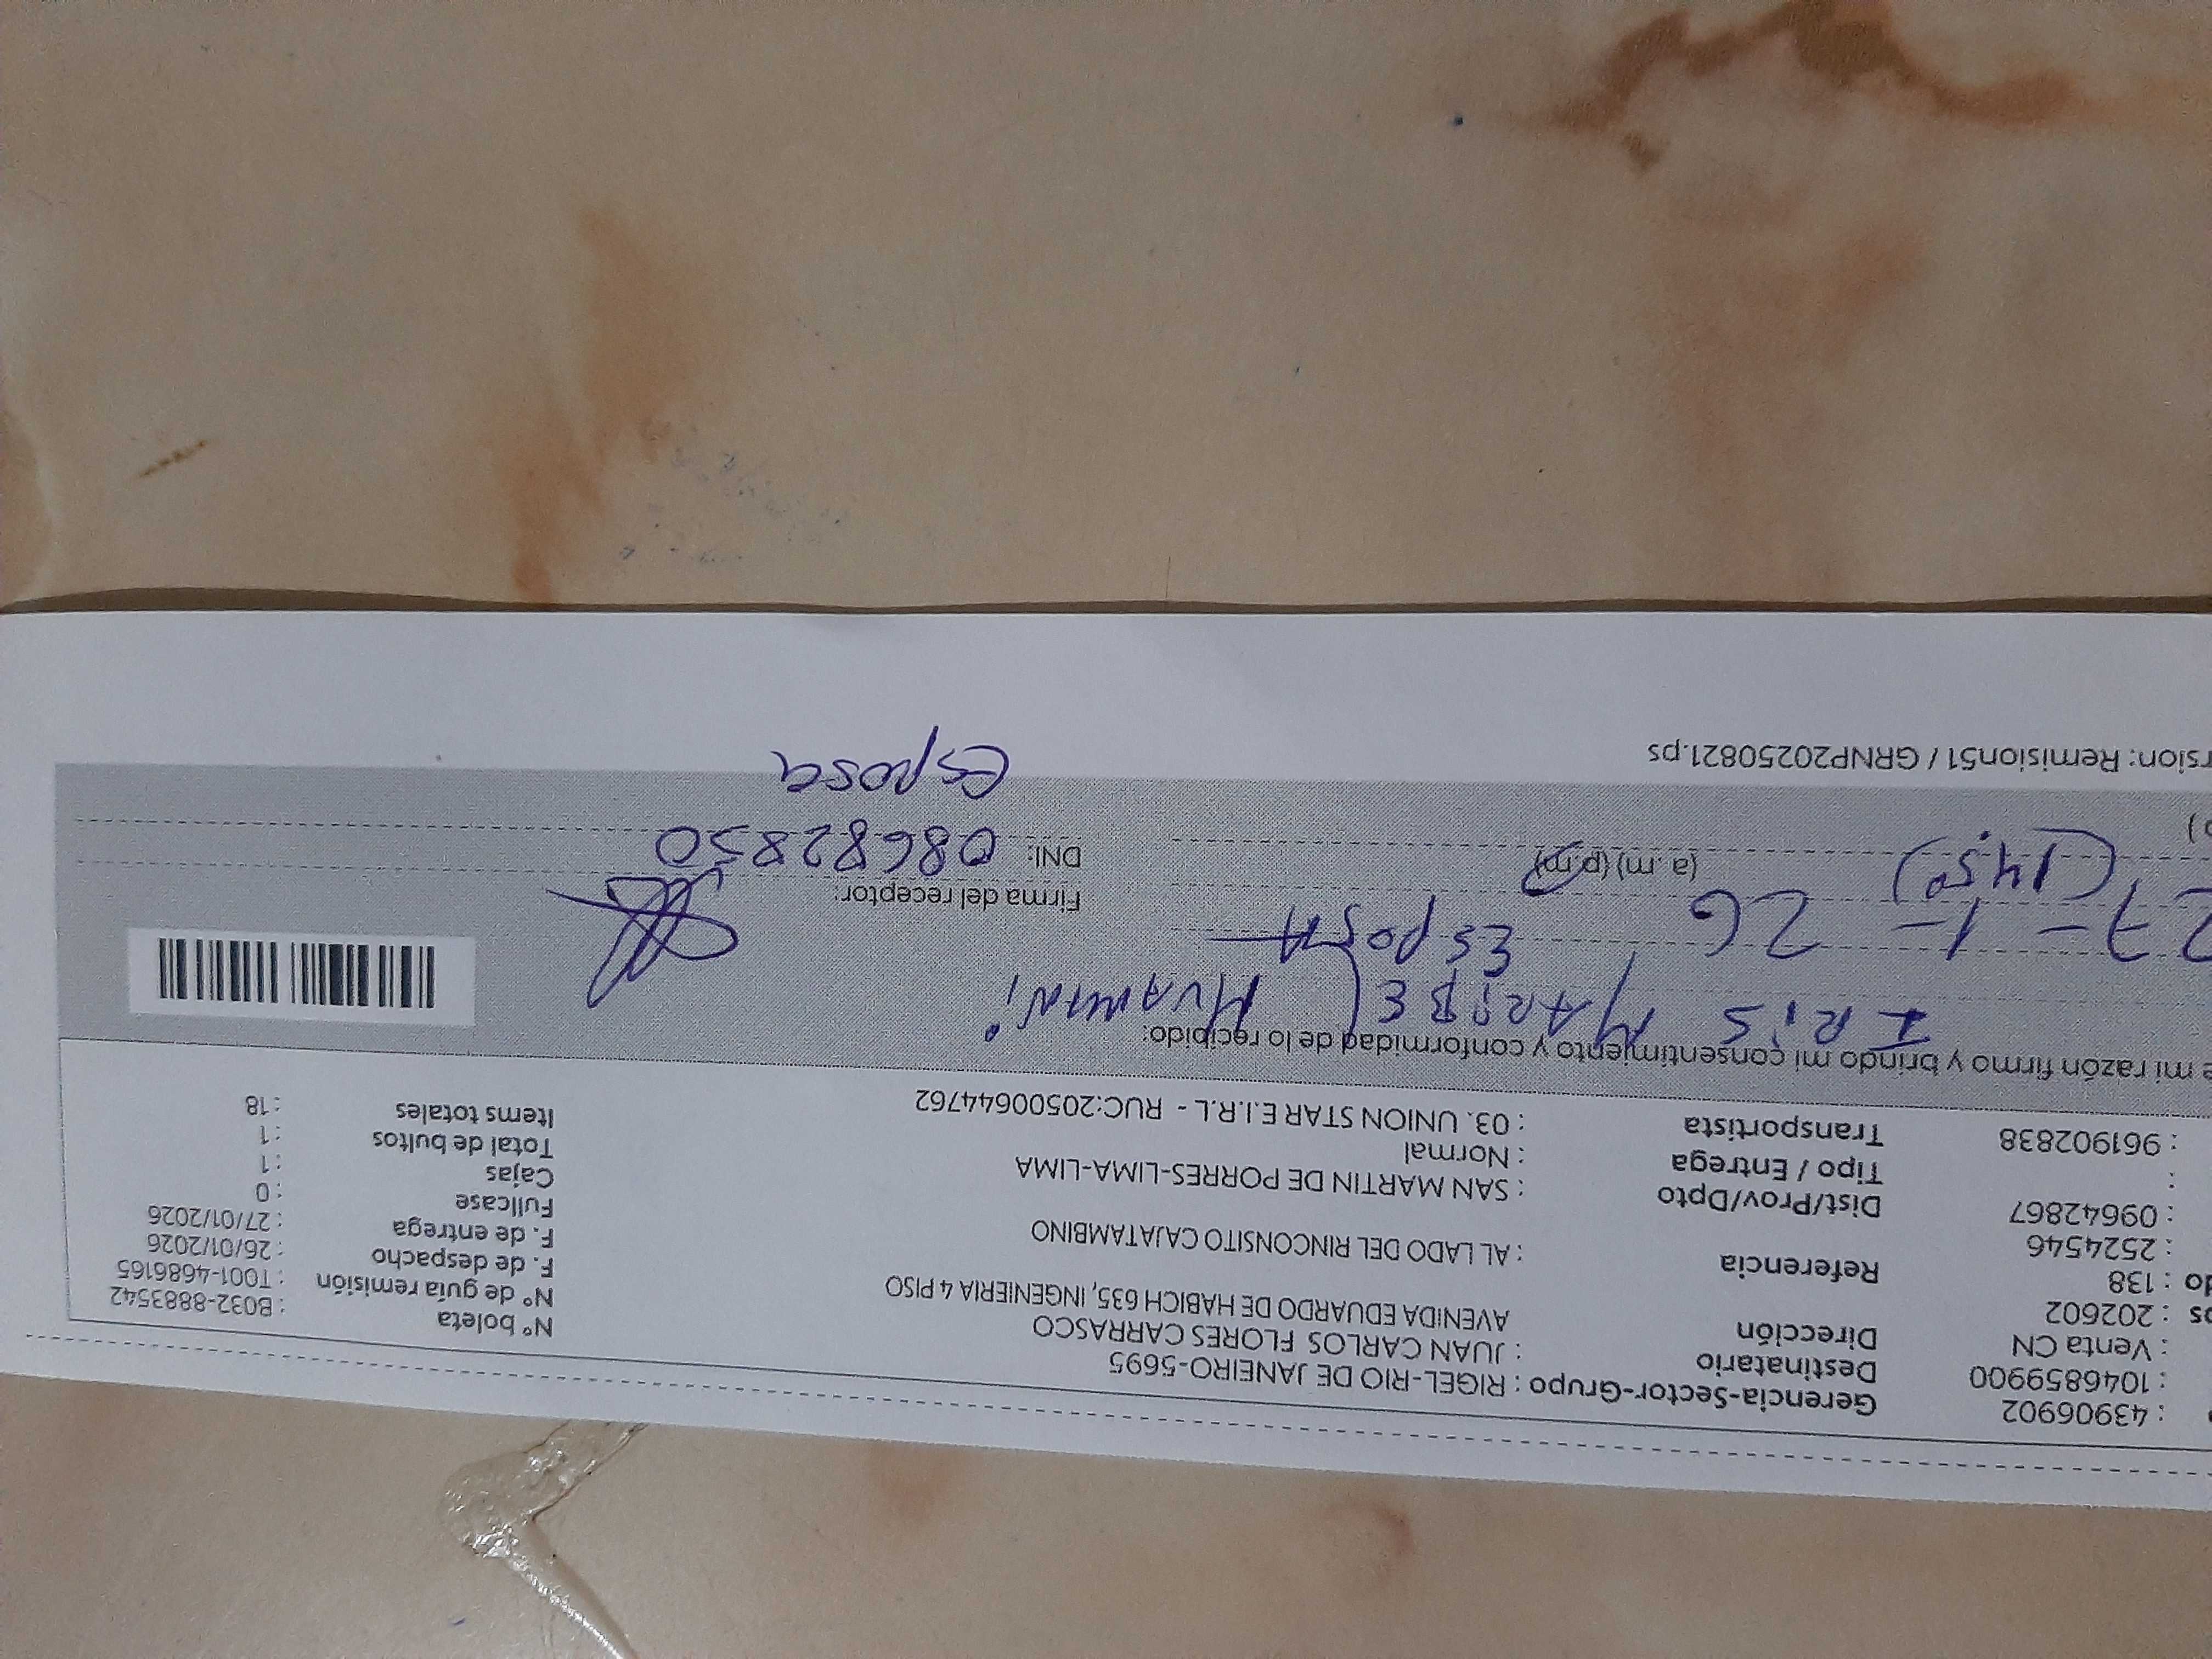 : 43906902 Gerencia-Sector-Grupo : RIGEL-RIO DE JANEIRO-5695
: 1046859900 Destinatario : JUAN CARLOS FLORES CARRASCO Nº boleta : B032-8883542
: Venta CN Dirección AVENIDA EDUARDO DE HABICH 635, INGENIERIA 4 PISO Nº de guía remisión : T001-4686165
os : 202602 F. de despacho : 26/01/2026
do : 138 Referencia : AL LADO DEL RINCONSITO CAJATAMBINO F. de entrega : 27/01/2026
: 2524546 Fullcase : 0
: 09642867 Dist/Prov/Dpto : SAN MARTIN DE PORRES-LIMA-LIMA Cajas : 1
: Tipo / Entrega : Normal Total de bultos : 1
: 961902838 Transportista : 03. UNION STAR E.I.R.L - RUC:20500644762 Items totales : 18
e mi razón firmo y brindo mi consentimiento y conformidad de lo recibido:
IRiS MARiBEl HUAMANi
27-1-26 ESPOSA
Firma del receptor:
(145°) (a.m) (p.m)
DNI: 08682850
Esposa
rsion: Remision51 / GRNP20250821.ps